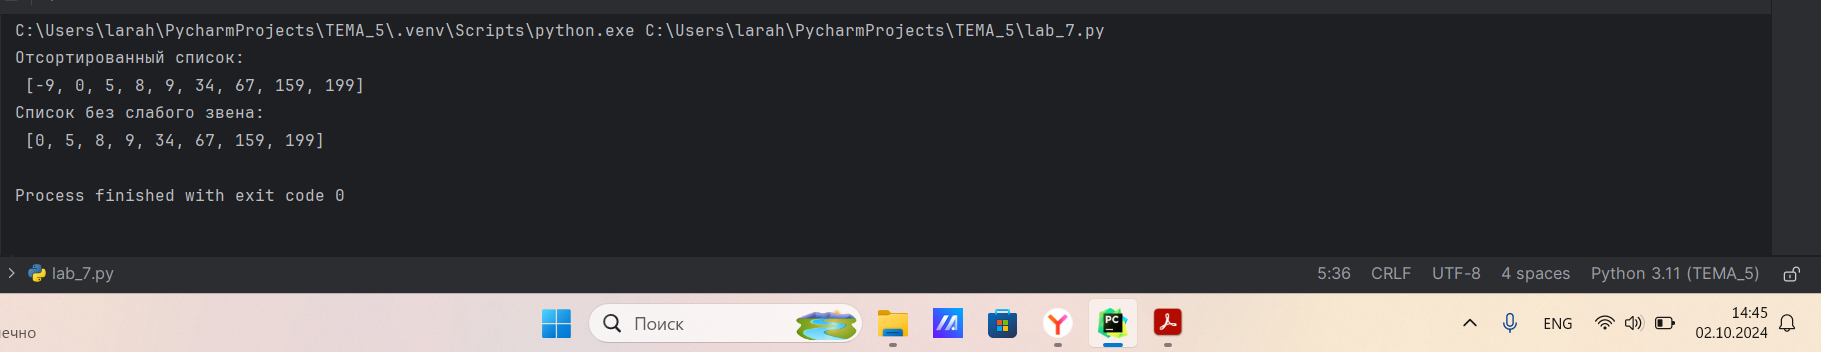 C:\Users\larah\PycharmProjects\TEMA_5\.venv\Scripts\python.exe C:\Users\larah\PycharmProjects\TEMA_5\lab_7.py
Отсортированный список:
[-9, 0, 5, 8, 9, 34, 67, 159, 199]
Список без слабого звена:
[0, 5, 8, 9, 34, 67, 159, 199]
Process finished with exit code 0
lab_7.py 5:36 CRLF UTF-8 4 spaces Python 3.11 (TEMA_5)
Поиск PC ENG 14:45
ечно 02.10.2024